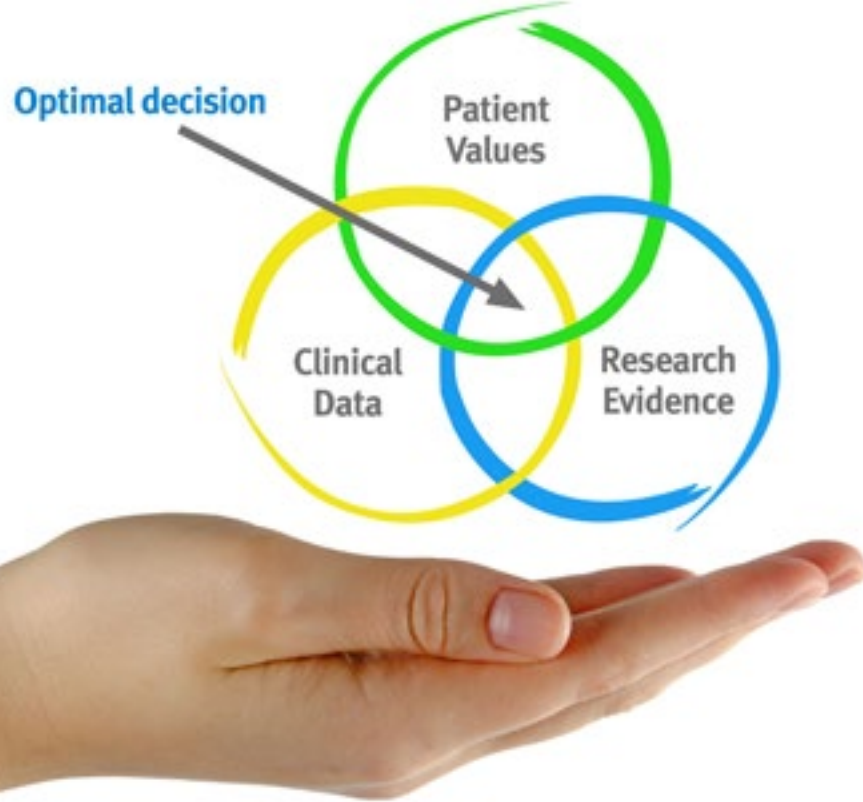 Optimal decision
Patient
Values
Clinical
Data
Research
Evidence